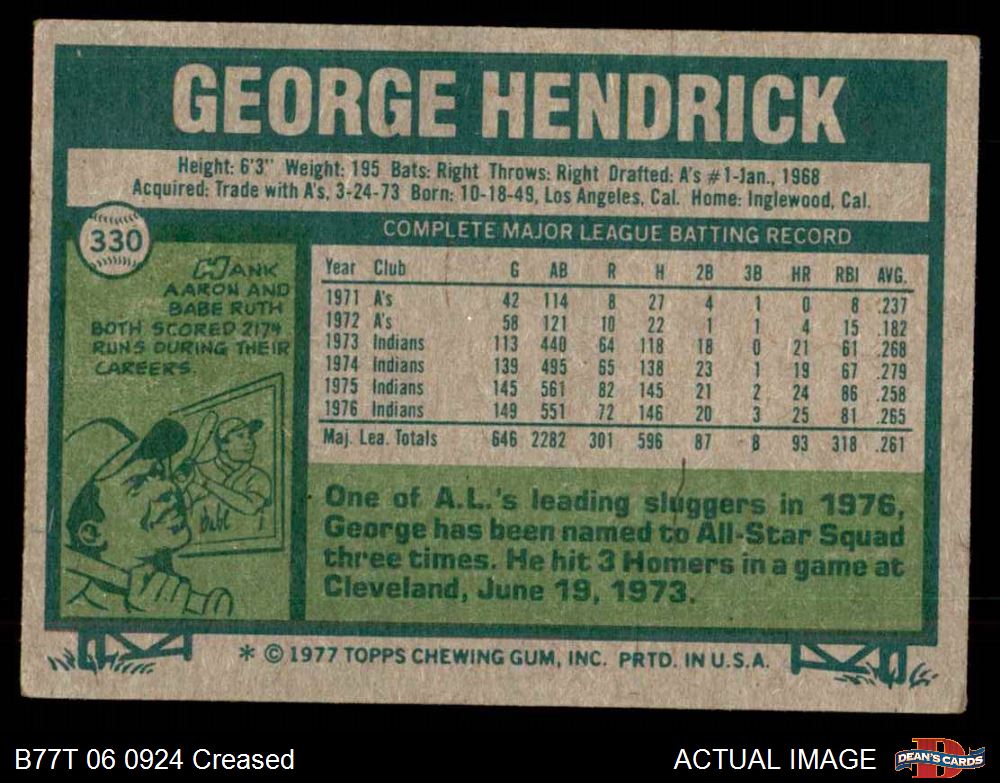 GEORGE HENDRICK
Height: 6'3" Weight: 195 Bats: Right Throws: Right Drafted: A's #1-Jan., 1968
Acquired: Trade with A's, 3-24-73 Born: 10-18-49, Los Angeles, Cal. Home: Inglewood, Cal.
330
HANK
AARON AND
BABE RUTH
BOTH SCORED 2174
RUNS DURING THEIR
CAREERS.
Babe
COMPLETE MAJOR LEAGUE BATTING RECORD
Year Club G AB R H 2B 3B HR RBI AVG.
1971 A's 42 114 8 27 4 1 0 8 .237
1972 A's 58 121 10 22 1 1 4 15 .182
1973 Indians 113 440 64 118 18 0 21 61 .268
1974 Indians 139 495 65 138 23 1 19 67 .279
1975 Indians 145 561 82 145 21 2 24 86 .258
1976 Indians 149 551 72 146 20 3 25 81 .265
Maj. Lea. Totals 646 2282 301 596 87 8 93 318 .261
One of A.L.'s leading sluggers in 1976,
George has been named to All-Star Squad
three times. He hit 3 Homers in a game at
Cleveland, June 19, 1973.
* © 1977 TOPPS CHEWING GUM, INC. PRTD. IN U.S.A.
B77T 06 0924 Creased
ACTUAL IMAGE
D
DEAN'S CARDS